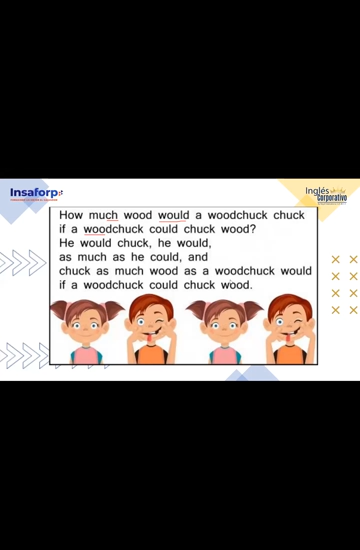 Insaforp
Inglés
Corporativo
How much wood would a woodchuck chuck
if a woodchuck could chuck wood?
He would chuck, he would,
as much as he could, and
chuck as much wood as a woodchuck would
if a woodchuck could chuck wood.